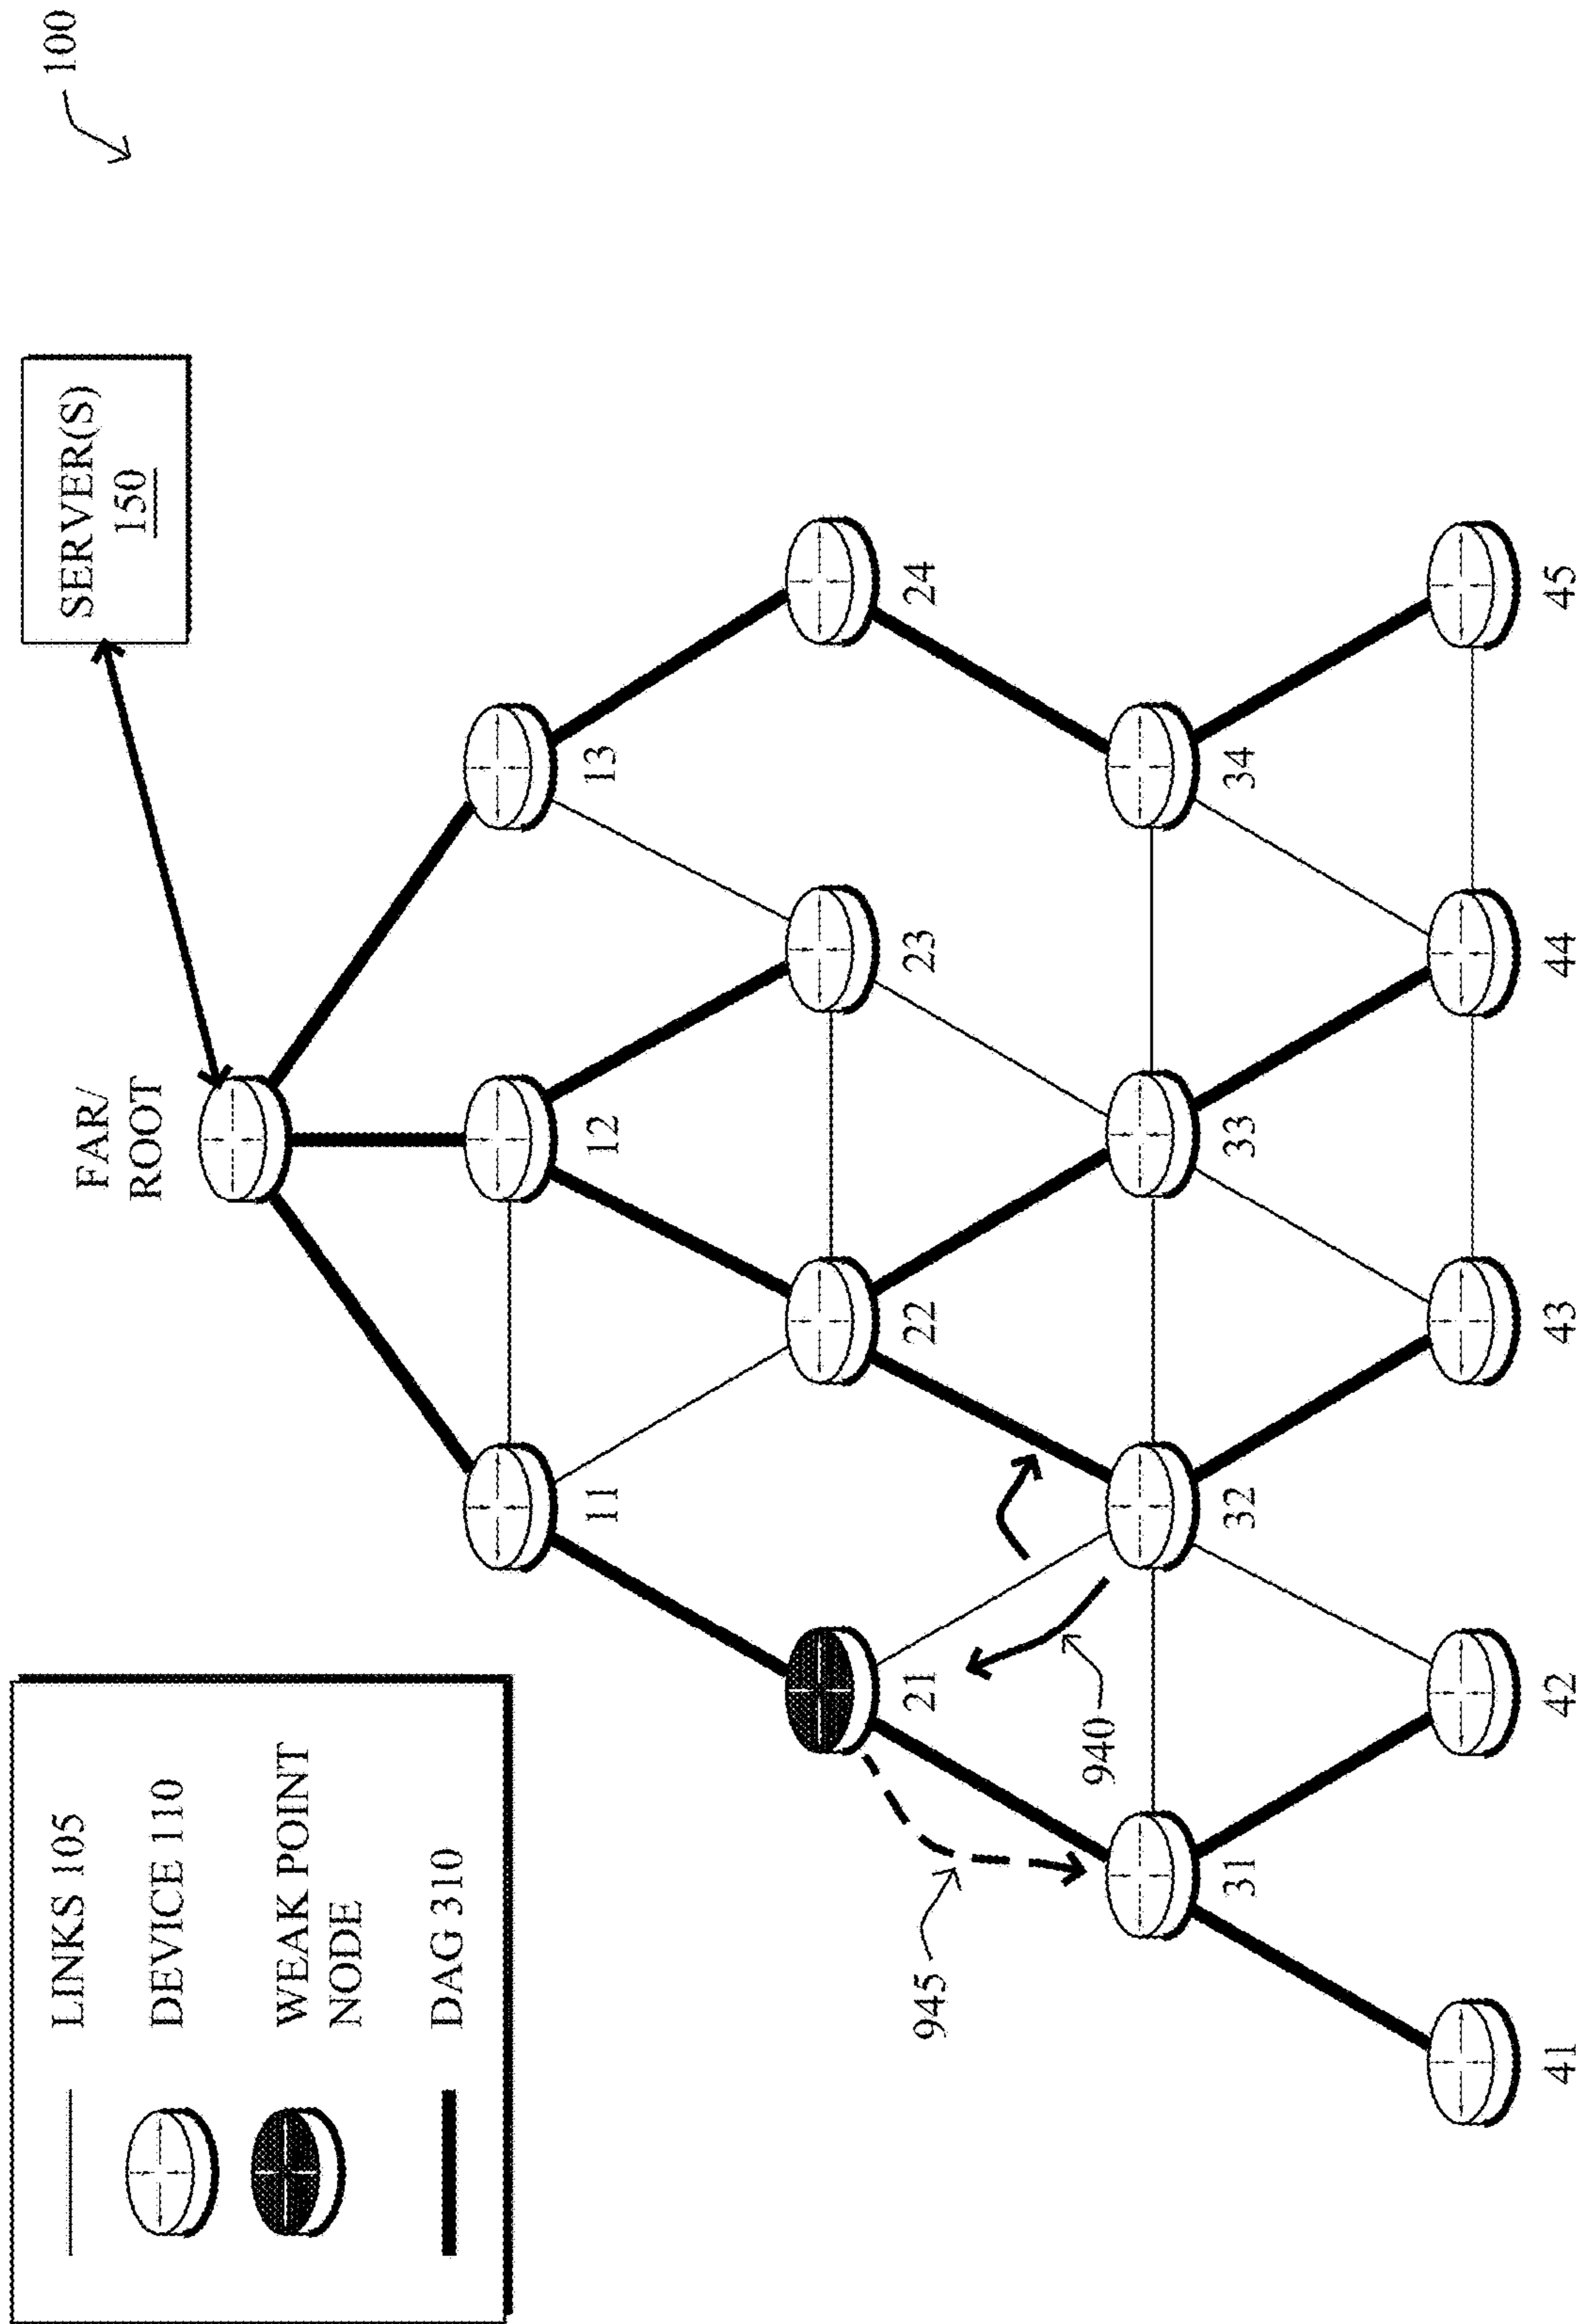 LINKS 105
DEVICE 110
WEAK POINT
NODE
DAG 310
100
SERVER(S)
150
FAR/
ROOT
11
12
13
21
22
23
24
945
940
31
32
33
34
41
42
43
44
45